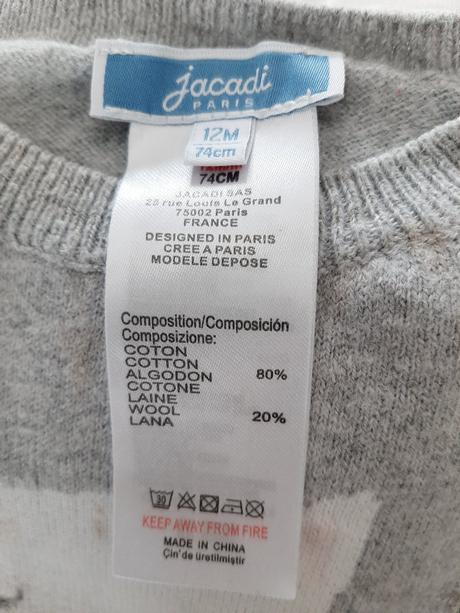 jacadi
PARIS
12M
74cm
74CM
JACADI SAS
28 rue Louis Le Grand
75002 Paris
FRANCE
DESIGNED IN PARIS
CREE A PARIS
MODELE DEPOSE
Composition/Composición
Composizione:
COTON
COTTON
ALGODON 80%
COTONE
LAINE
WOOL 20%
LANA
30
KEEP AWAY FROM FIRE
MADE IN CHINA
Çin'de üretilmiştir